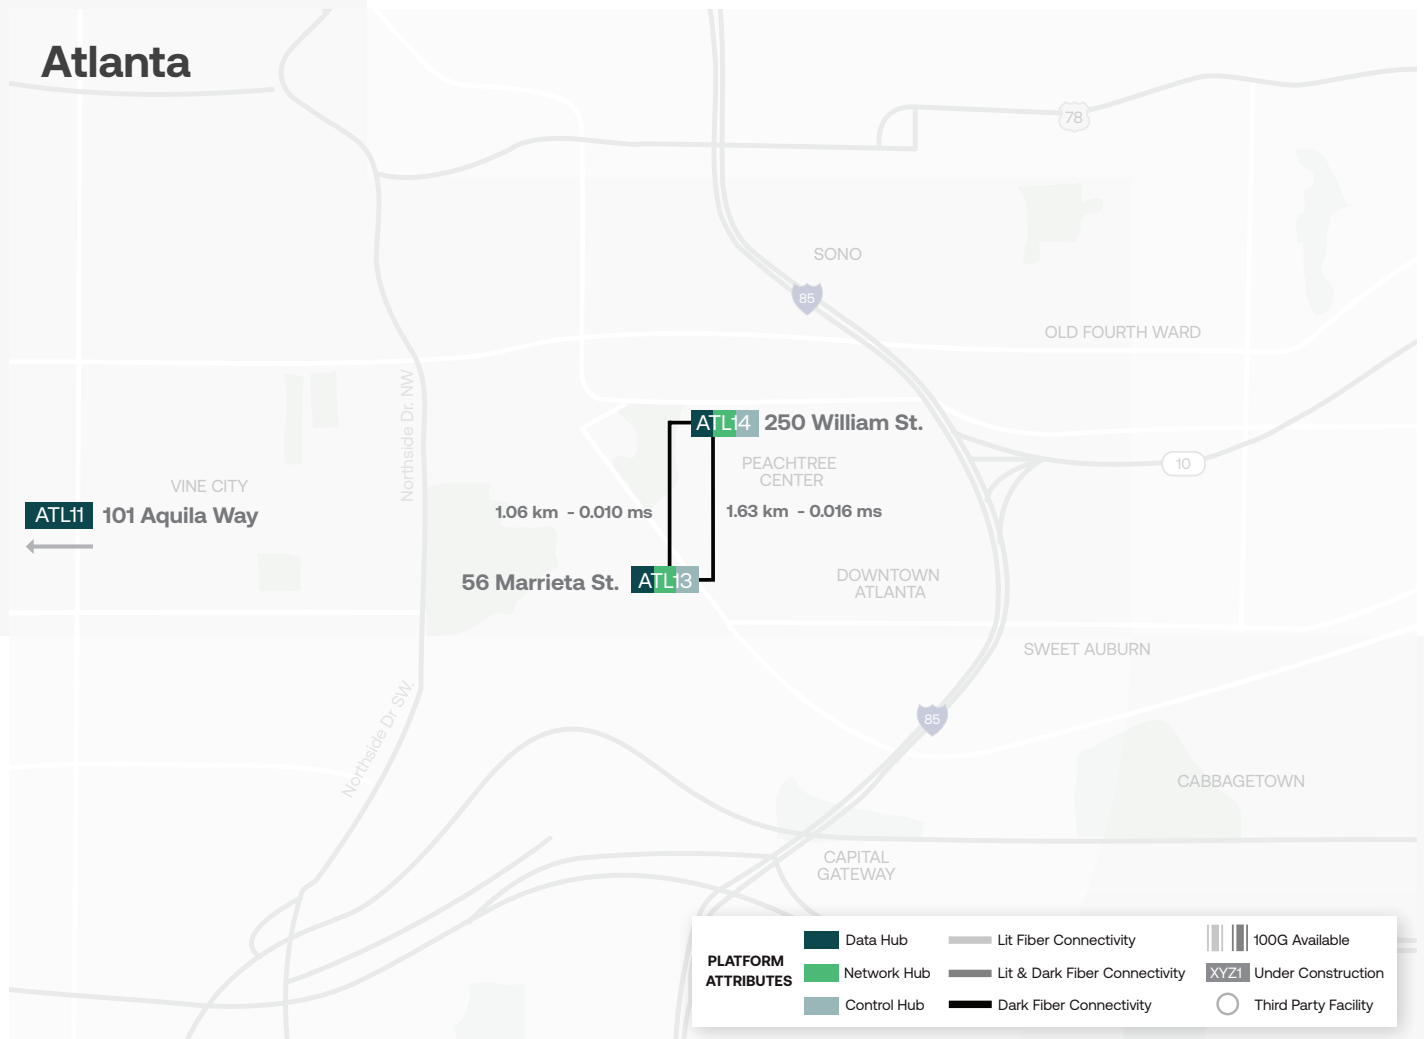 Atlanta
78
SONO
85
OLD FOURTH WARD
Northside Dr. NW
ATL14 250 William St.
PEACHTREE
CENTER
10
VINE CITY
ATL11 101 Aquila Way
1.06 km - 0.010 ms
1.63 km - 0.016 ms
56 Marrieta St. ATL13
DOWNTOWN
ATLANTA
SWEET AUBURN
Northside Dr SW.
85
CABBAGETOWN
CAPITAL
GATEWAY
PLATFORM
ATTRIBUTES
Data Hub
Network Hub
Control Hub
Lit Fiber Connectivity
Lit & Dark Fiber Connectivity
Dark Fiber Connectivity
100G Available
XYZ1 Under Construction
Third Party Facility